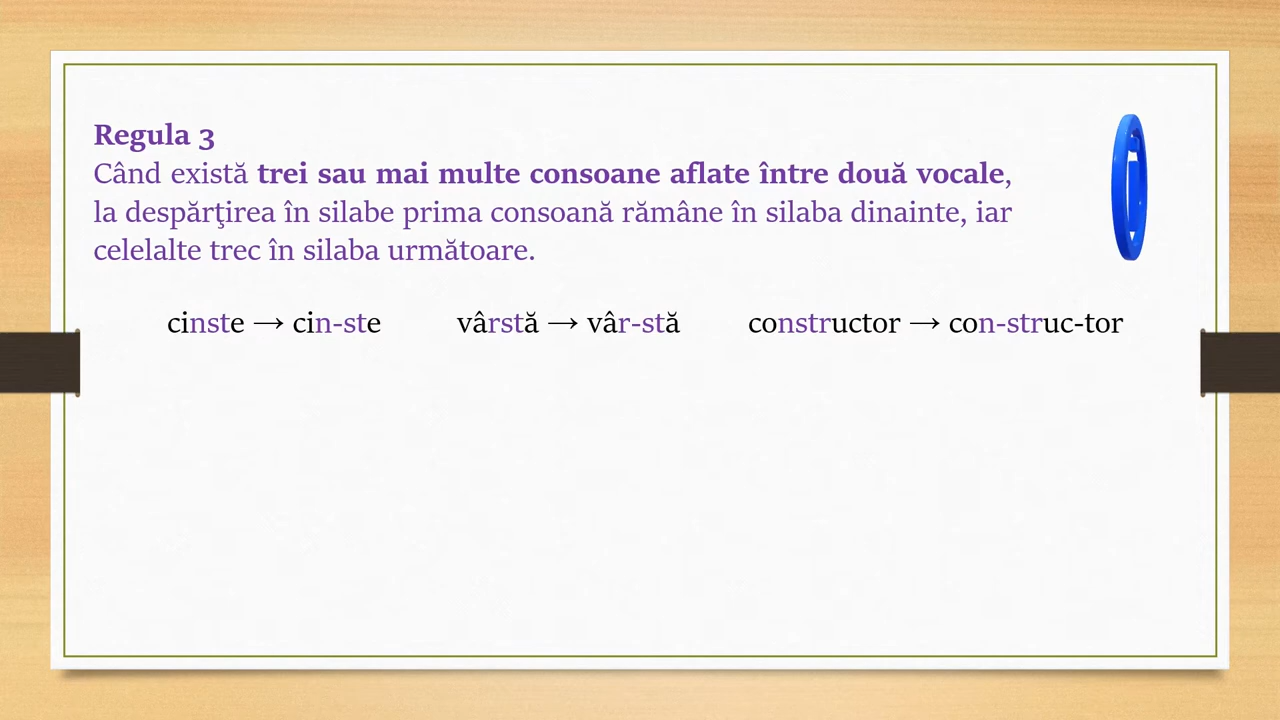 Regula 3
Când există trei sau mai multe consoane aflate între două vocale,
la despărţirea în silabe prima consoană rămâne în silaba dinainte, iar
celelalte trec în silaba următoare.
cinste → cin-ste vârstă → vâr-stă constructor → con-struc-tor